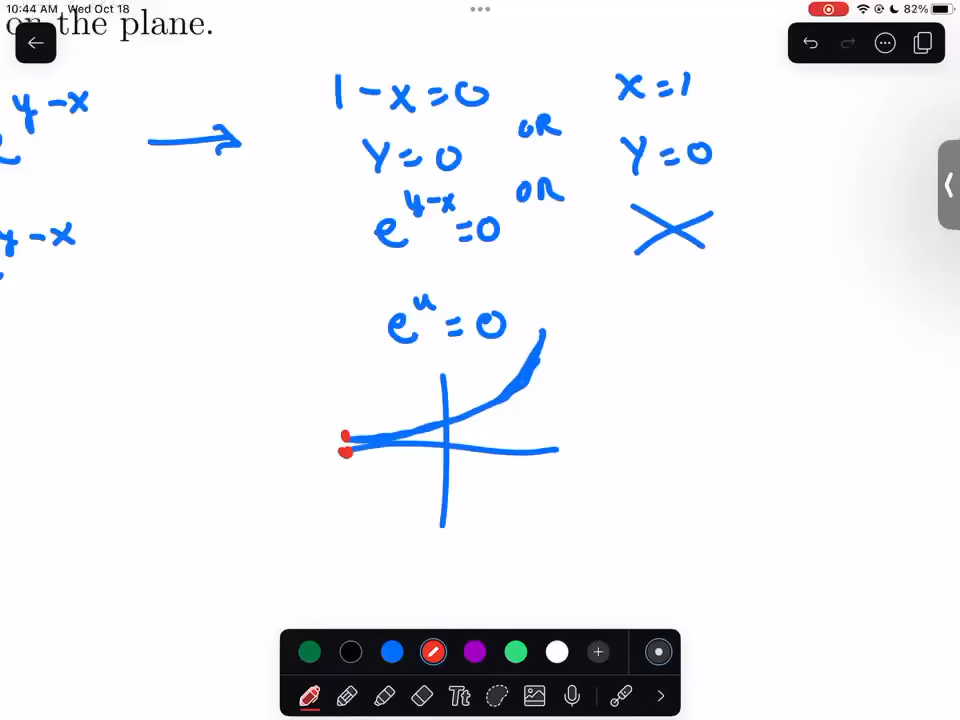 10:44 AM Wed Oct 18
82%
on the plane.
y-x
1-x=0 x=1
OR
y=0 y=0
OR
e^{y-x}=0
y-x
e^u=0
Tt